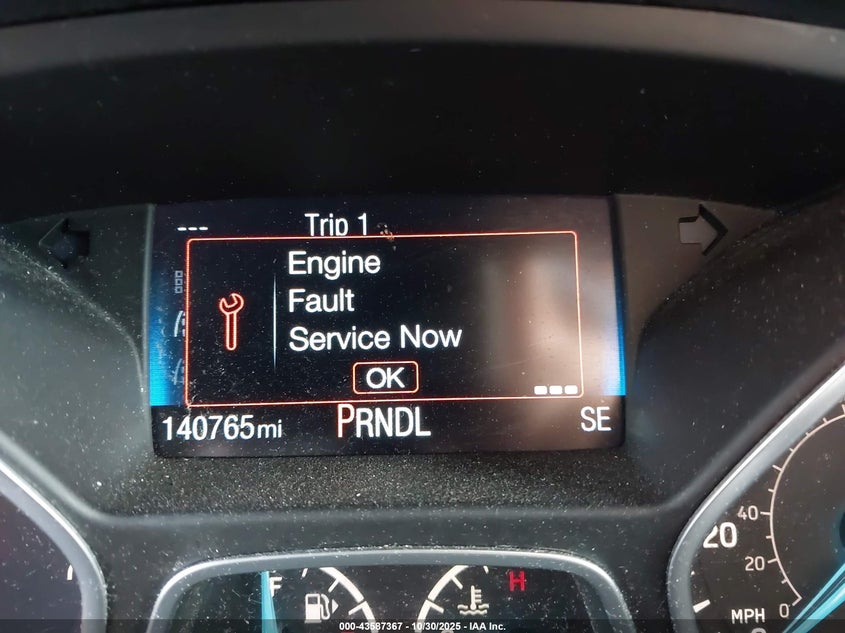 --- Trip 1
Engine
Fault
Service Now
OK
140765mi PRNDL SE
40
20
20
0
MPH
F
H
000-43587367 - 10/30/2025 - IAA Inc.